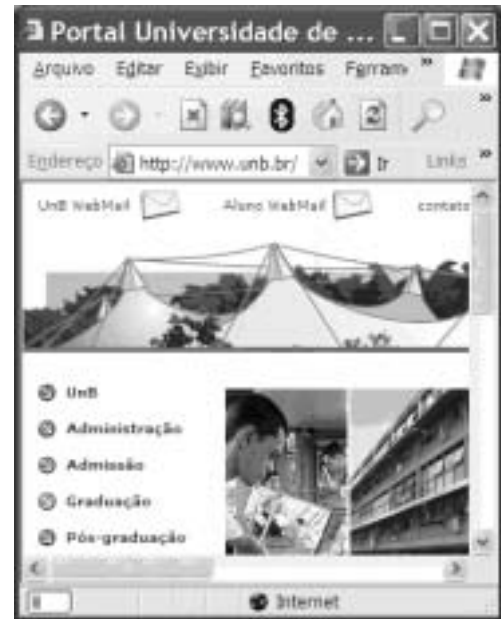 Portal Universidade de ...
Arquivo Editar Exibir Favoritos Ferram »
»
Endereço http://www.unb.br/ Ir Links »
UnB WebMail Aluno WebMail contato
UnB
Administração
Admissão
Graduação
Pós-graduação
Internet